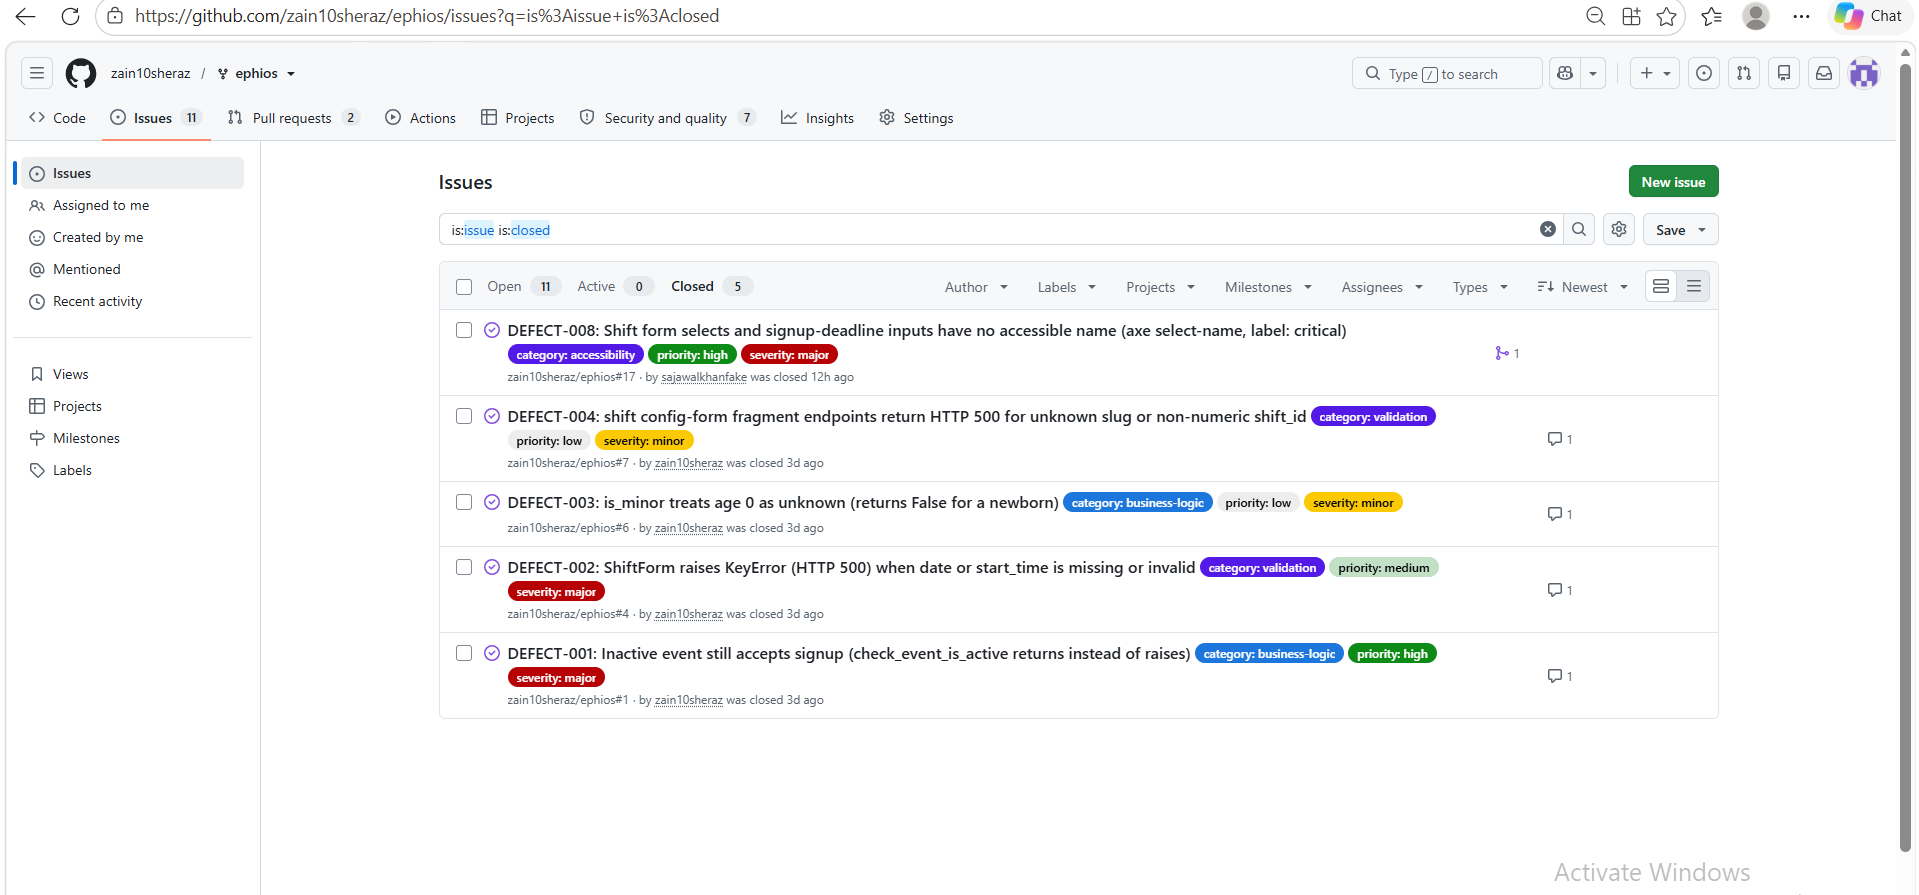 https://github.com/zain10sheraz/ephios/issues?q=is%3Aissue+is%3Aclosed
Chat
zain10sheraz / ephios
Type / to search
Code
Issues 11
Pull requests 2
Actions
Projects
Security and quality 7
Insights
Settings
Issues
Assigned to me
Created by me
Mentioned
Recent activity
Views
Projects
Milestones
Labels
Issues
New issue
is:issue is:closed
Save
Open 11
Active 0
Closed 5
Author
Labels
Projects
Milestones
Assignees
Types
Newest
DEFECT-008: Shift form selects and signup-deadline inputs have no accessible name (axe select-name, label: critical)
category: accessibility priority: high severity: major
1
zain10sheraz/ephios#17 · by sajawalkhanfake was closed 12h ago
DEFECT-004: shift config-form fragment endpoints return HTTP 500 for unknown slug or non-numeric shift_id category: validation
priority: low severity: minor
1
zain10sheraz/ephios#7 · by zain10sheraz was closed 3d ago
DEFECT-003: is_minor treats age 0 as unknown (returns False for a newborn) category: business-logic priority: low severity: minor
1
zain10sheraz/ephios#6 · by zain10sheraz was closed 3d ago
DEFECT-002: ShiftForm raises KeyError (HTTP 500) when date or start_time is missing or invalid category: validation priority: medium
severity: major
1
zain10sheraz/ephios#4 · by zain10sheraz was closed 3d ago
DEFECT-001: Inactive event still accepts signup (check_event_is_active returns instead of raises) category: business-logic priority: high
severity: major
1
zain10sheraz/ephios#1 · by zain10sheraz was closed 3d ago
Activate Windows